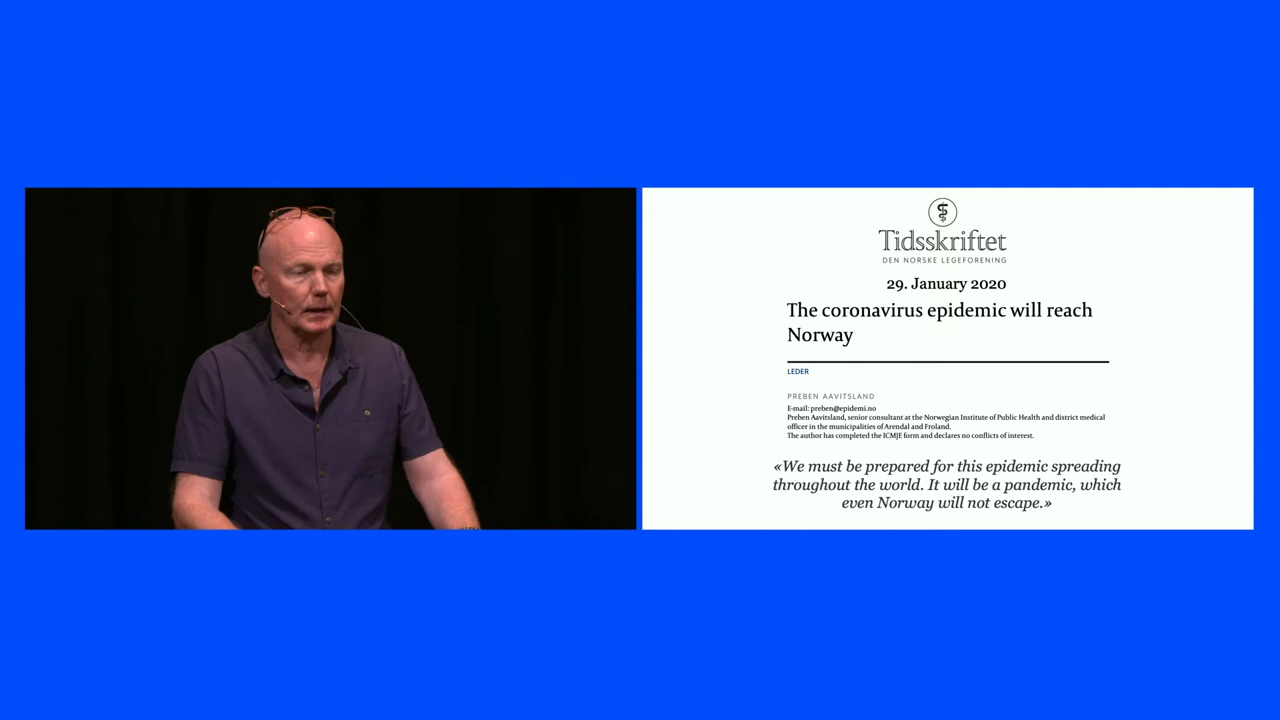 Tidsskriftet
DEN NORSKE LEGEFORENING
29. January 2020
The coronavirus epidemic will reach
Norway
LEDER
PREBEN AAVITSLAND
E-mail: preben@epidemi.no
Preben Aavitsland, senior consultant at the Norwegian Institute of Public Health and district medical
officer in the municipalities of Arendal and Froland.
The author has completed the ICMJE form and declares no conflicts of interest.
«We must be prepared for this epidemic spreading
throughout the world. It will be a pandemic, which
even Norway will not escape.»